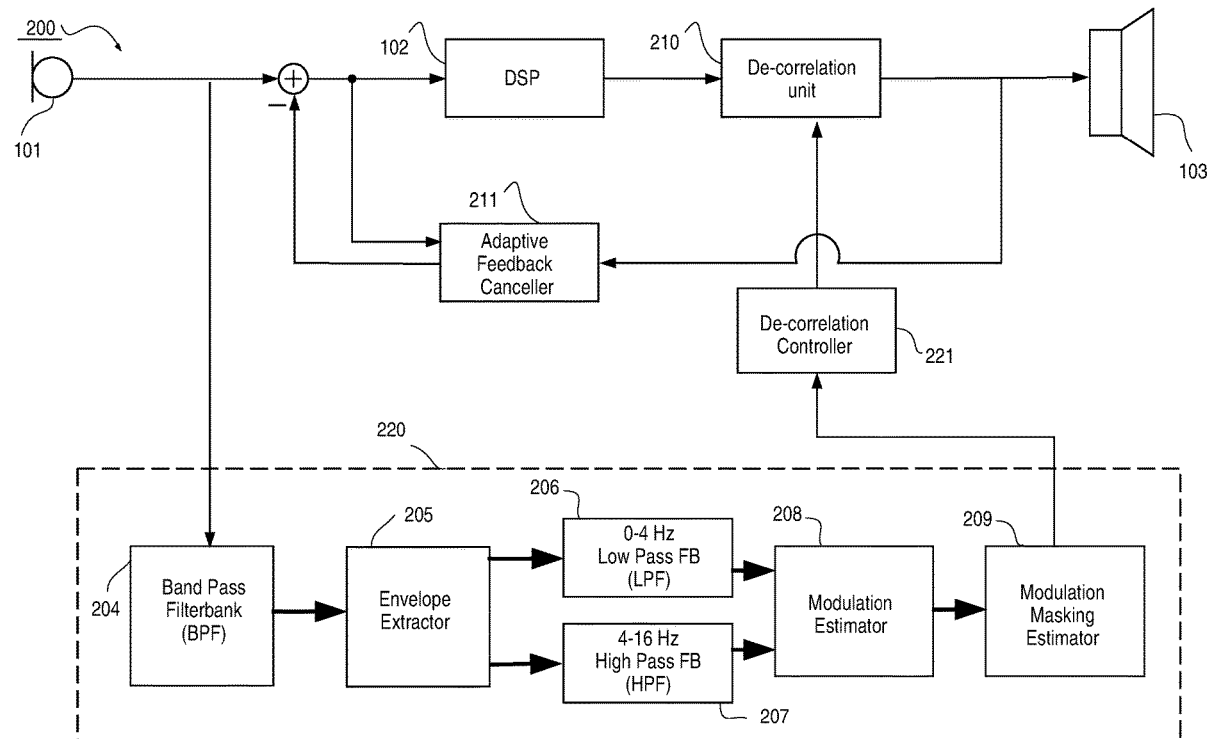 200
101
+
−
102
DSP
210
De-correlation
unit
103
211
Adaptive
Feedback
Canceller
De-correlation
Controller
221
220
204
Band Pass
Filterbank
(BPF)
205
Envelope
Extractor
206
0-4 Hz
Low Pass FB
(LPF)
4-16 Hz
High Pass FB
(HPF)
207
208
Modulation
Estimator
209
Modulation
Masking
Estimator